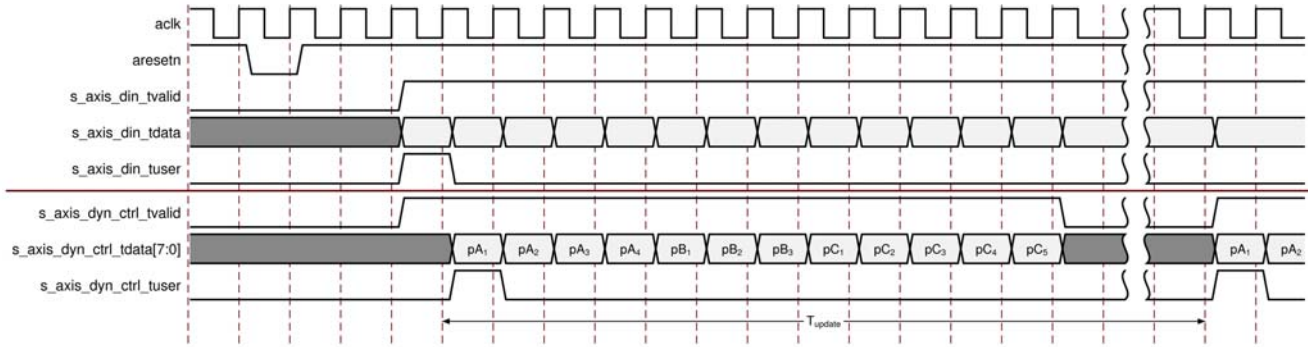 aclk
aresetn
s_axis_din_tvalid
s_axis_din_tdata
s_axis_din_tuser
s_axis_dyn_ctrl_tvalid
s_axis_dyn_ctrl_tdata[7:0] pA₁ pA₂ pA₃ pA₄ pB₁ pB₂ pB₃ pC₁ pC₂ pC₃ pC₄ pC₅ pA₁ pA₂
s_axis_dyn_ctrl_tuser
T_update